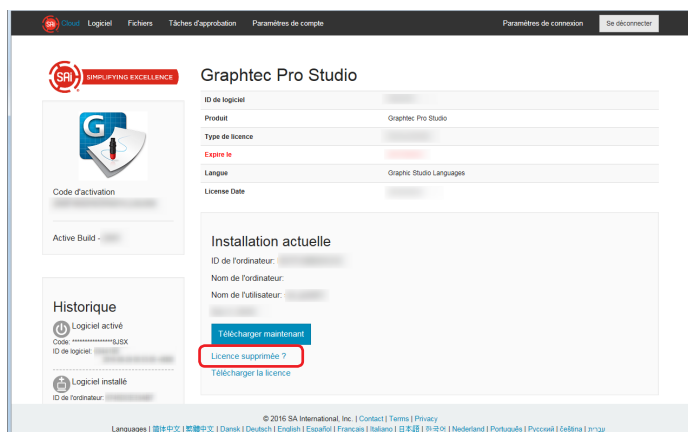 SAi Cloud Logiciel Fichiers Tâches d'approbation Paramètres de compte Paramètres de connexion Se déconnecter
SAi SIMPLIFYING EXCELLENCE
Graphtec Pro Studio
ID de logiciel
Produit Graphtec Pro Studio
Type de licence
Expire le
Langue Graphic Studio Languages
License Date
G
Code d'activation
Active Build -
Installation actuelle
ID de l'ordinateur:
Nom de l'ordinateur:
Nom de l'utilisateur:
Télécharger maintenant
Licence supprimée ?
Télécharger la licence
Historique
Logiciel activé
Code: ****************8JSX
ID de logiciel:
Logiciel installé
ID de l'ordinateur:
© 2016 SA International, Inc. | Contact | Terms | Privacy
Languages | 简体中文 | 繁體中文 | Dansk | Deutsch | English | Español | Français | Italiano | 日本語 | 한국어 | Nederland | Português | Русский | čeština | עברית